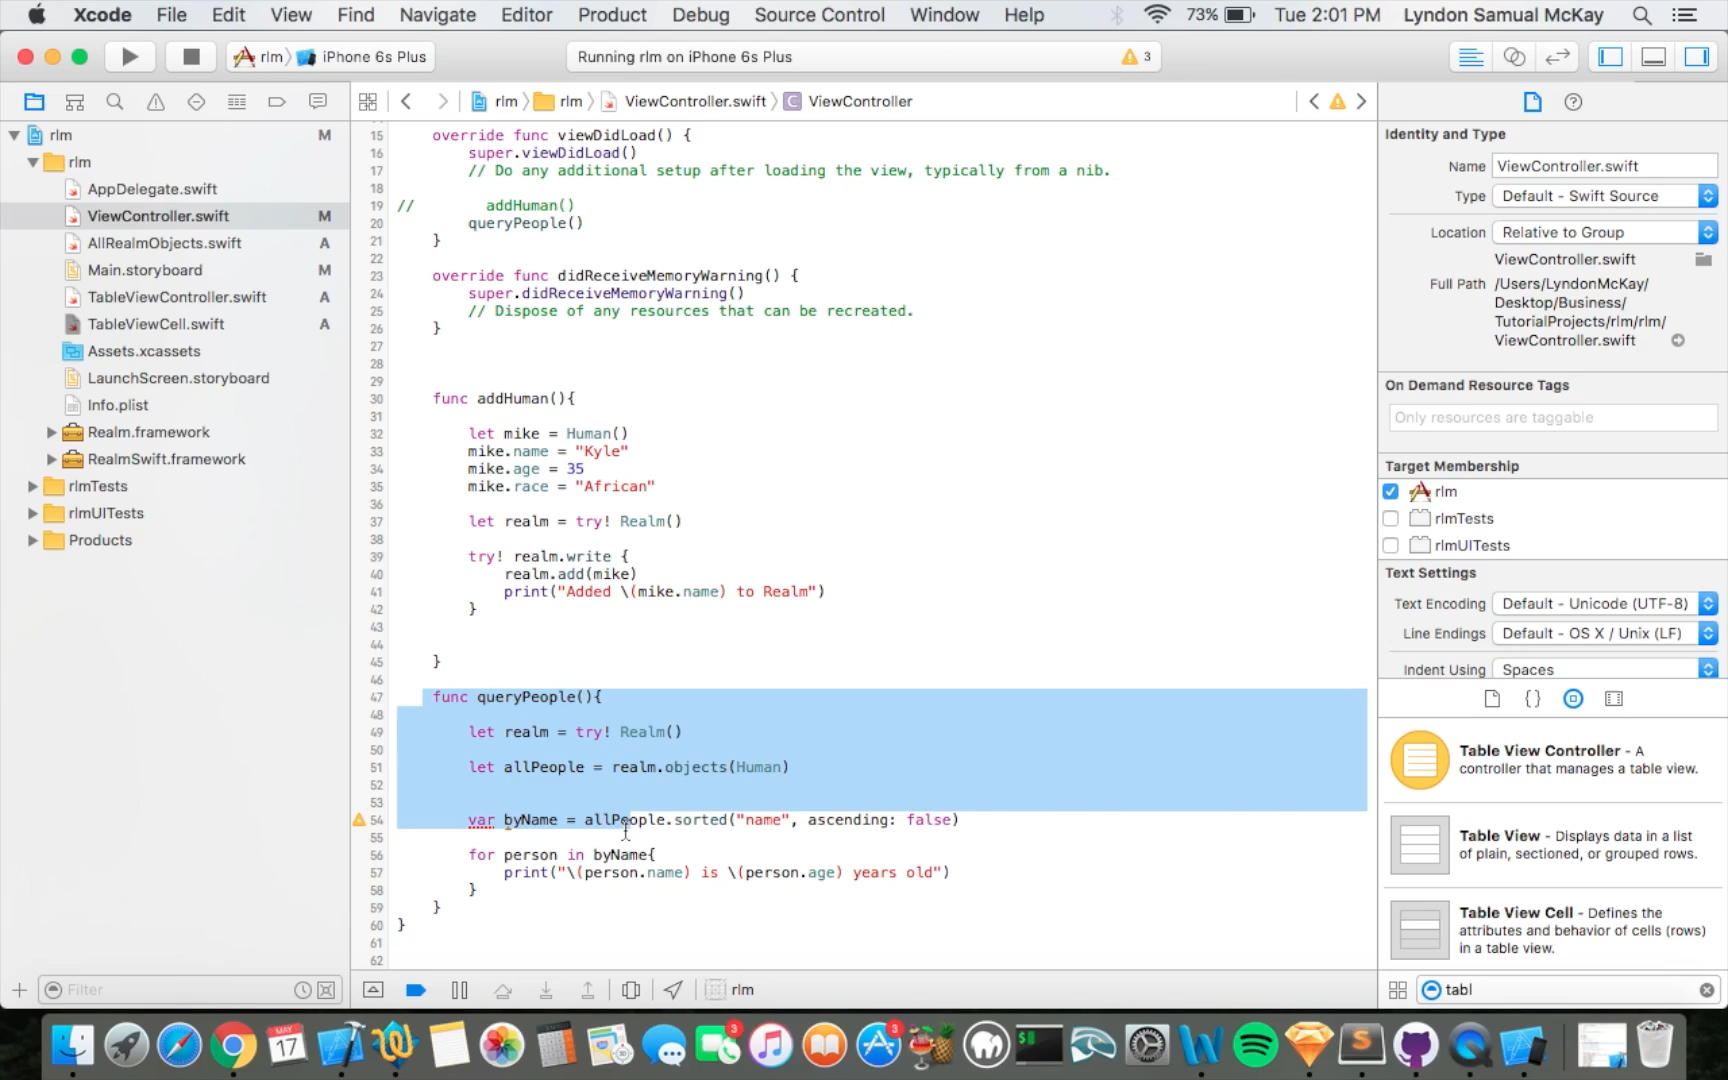 Xcode File Edit View Find Navigate Editor Product Debug Source Control Window Help 73% Tue 2:01 PM Lyndon Samual McKay
rlm iPhone 6s Plus Running rlm on iPhone 6s Plus 3
rlm rlm ViewController.swift C ViewController
rlm M
rlm
AppDelegate.swift
ViewController.swift M
AllRealmObjects.swift A
Main.storyboard M
TableViewController.swift A
TableViewCell.swift A
Assets.xcassets
LaunchScreen.storyboard
Info.plist
Realm.framework
RealmSwift.framework
rlmTests
rlmUITests
Products
Filter
15 override func viewDidLoad() {
16 super.viewDidLoad()
17 // Do any additional setup after loading the view, typically from a nib.
18
19 // addHuman()
20 queryPeople()
21 }
22
23 override func didReceiveMemoryWarning() {
24 super.didReceiveMemoryWarning()
25 // Dispose of any resources that can be recreated.
26 }
27
28
29
30 func addHuman(){
31
32 let mike = Human()
33 mike.name = "Kyle"
34 mike.age = 35
35 mike.race = "African"
36
37 let realm = try! Realm()
38
39 try! realm.write {
40 realm.add(mike)
41 print("Added \(mike.name) to Realm")
42 }
43
44
45 }
46
47 func queryPeople(){
48
49 let realm = try! Realm()
50
51 let allPeople = realm.objects(Human)
52
53
54 var byName = allPeople.sorted("name", ascending: false)
55
56 for person in byName{
57 print("\(person.name) is \(person.age) years old")
58 }
59 }
60 }
61
62
rlm
Identity and Type
Name ViewController.swift
Type Default - Swift Source
Location Relative to Group
ViewController.swift
Full Path /Users/LyndonMcKay/
Desktop/Business/
TutorialProjects/rlm/rlm/
ViewController.swift
On Demand Resource Tags
Only resources are taggable
Target Membership
rlm
rlmTests
rlmUITests
Text Settings
Text Encoding Default - Unicode (UTF-8)
Line Endings Default - OS X / Unix (LF)
Indent Using Spaces
{}
Table View Controller - A
controller that manages a table view.
Table View - Displays data in a list
of plain, sectioned, or grouped rows.
Table View Cell - Defines the
attributes and behavior of cells (rows)
in a table view.
tabl
MAY
17
3
3
$
W
S